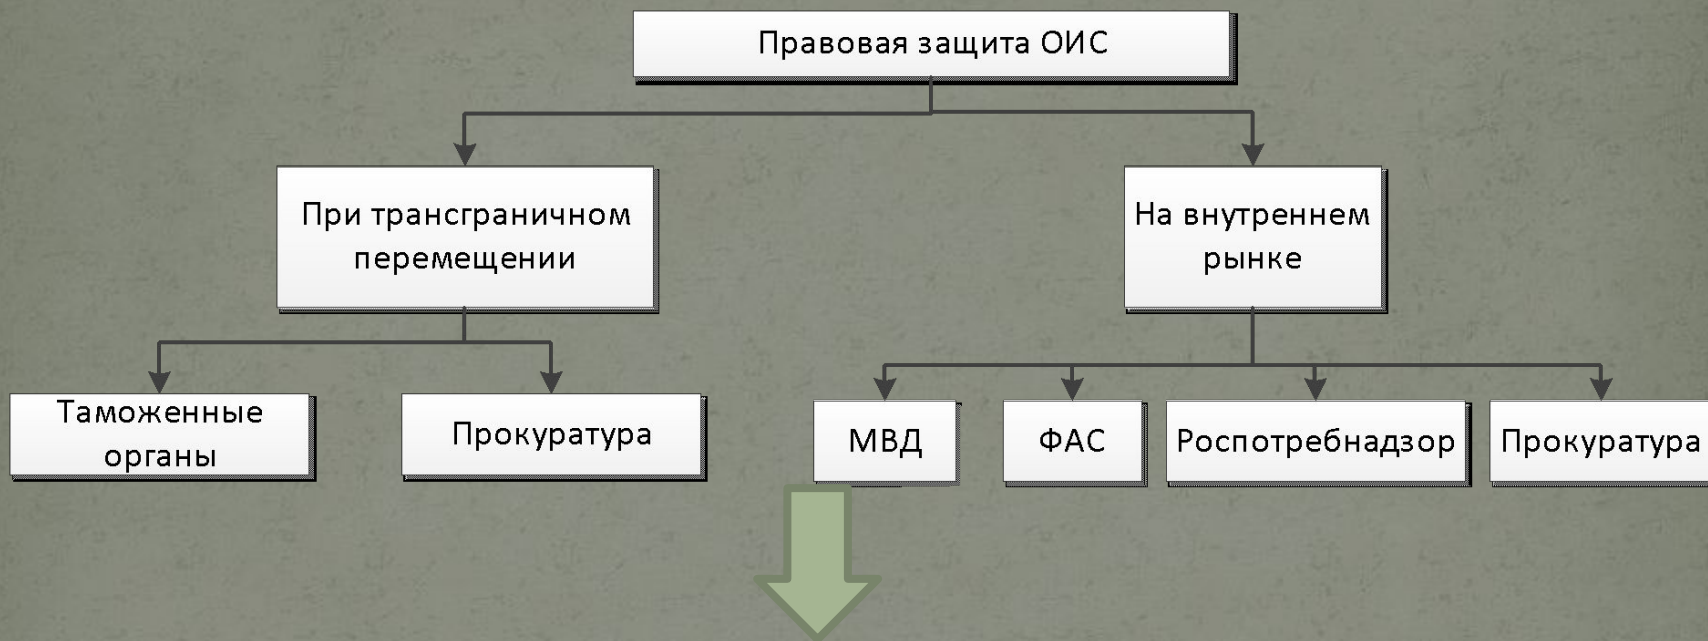 Правовая защита ОИС
При трансграничном
перемещении
На внутреннем
рынке
Таможенные
органы
Прокуратура
МВД
ФАС
Роспотребнадзор
Прокуратура